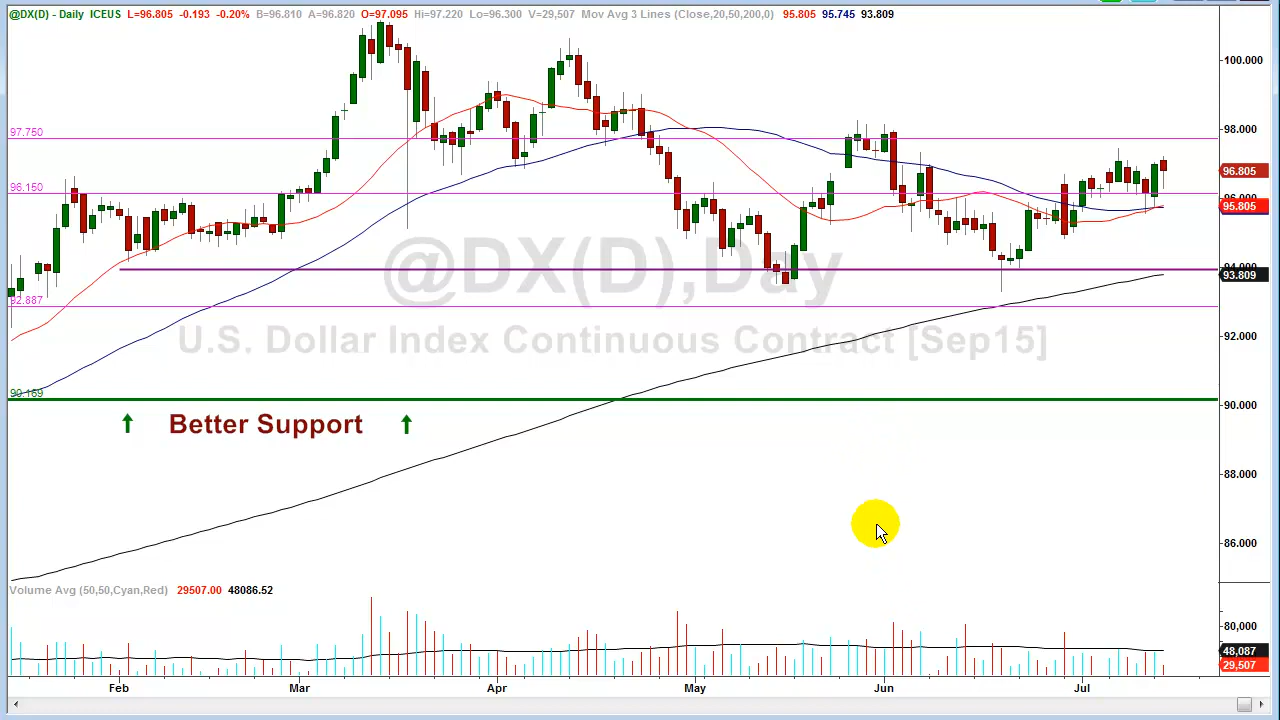 @DX(D) - Daily ICEUS L=96.805 -0.193 -0.20% B=96.810 A=96.820 O=97.095 Hi=97.220 Lo=96.300 V=29,507 Mov Avg 3 Lines (Close,20,50,200,0) 95.805 95.745 93.809
100.000
97.750
98.000
96.805
96.150
95.805
@DX(D),Day
93.809
92.887
U.S. Dollar Index Continuous Contract [Sep15]
92.000
90.169
90.000
Better Support
88.000
86.000
Volume Avg (50,50,Cyan,Red) 29507.00 48086.52
80,000
48,087
29,507
Feb Mar Apr May Jun Jul